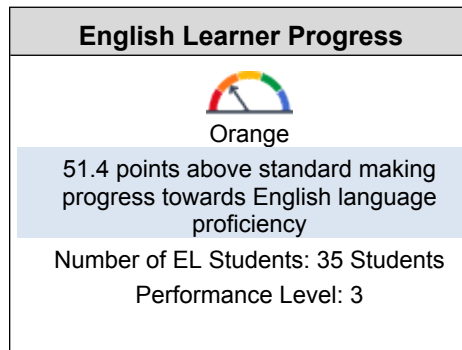 English Learner Progress
Orange
51.4 points above standard making
progress towards English language
proficiency
Number of EL Students: 35 Students
Performance Level: 3